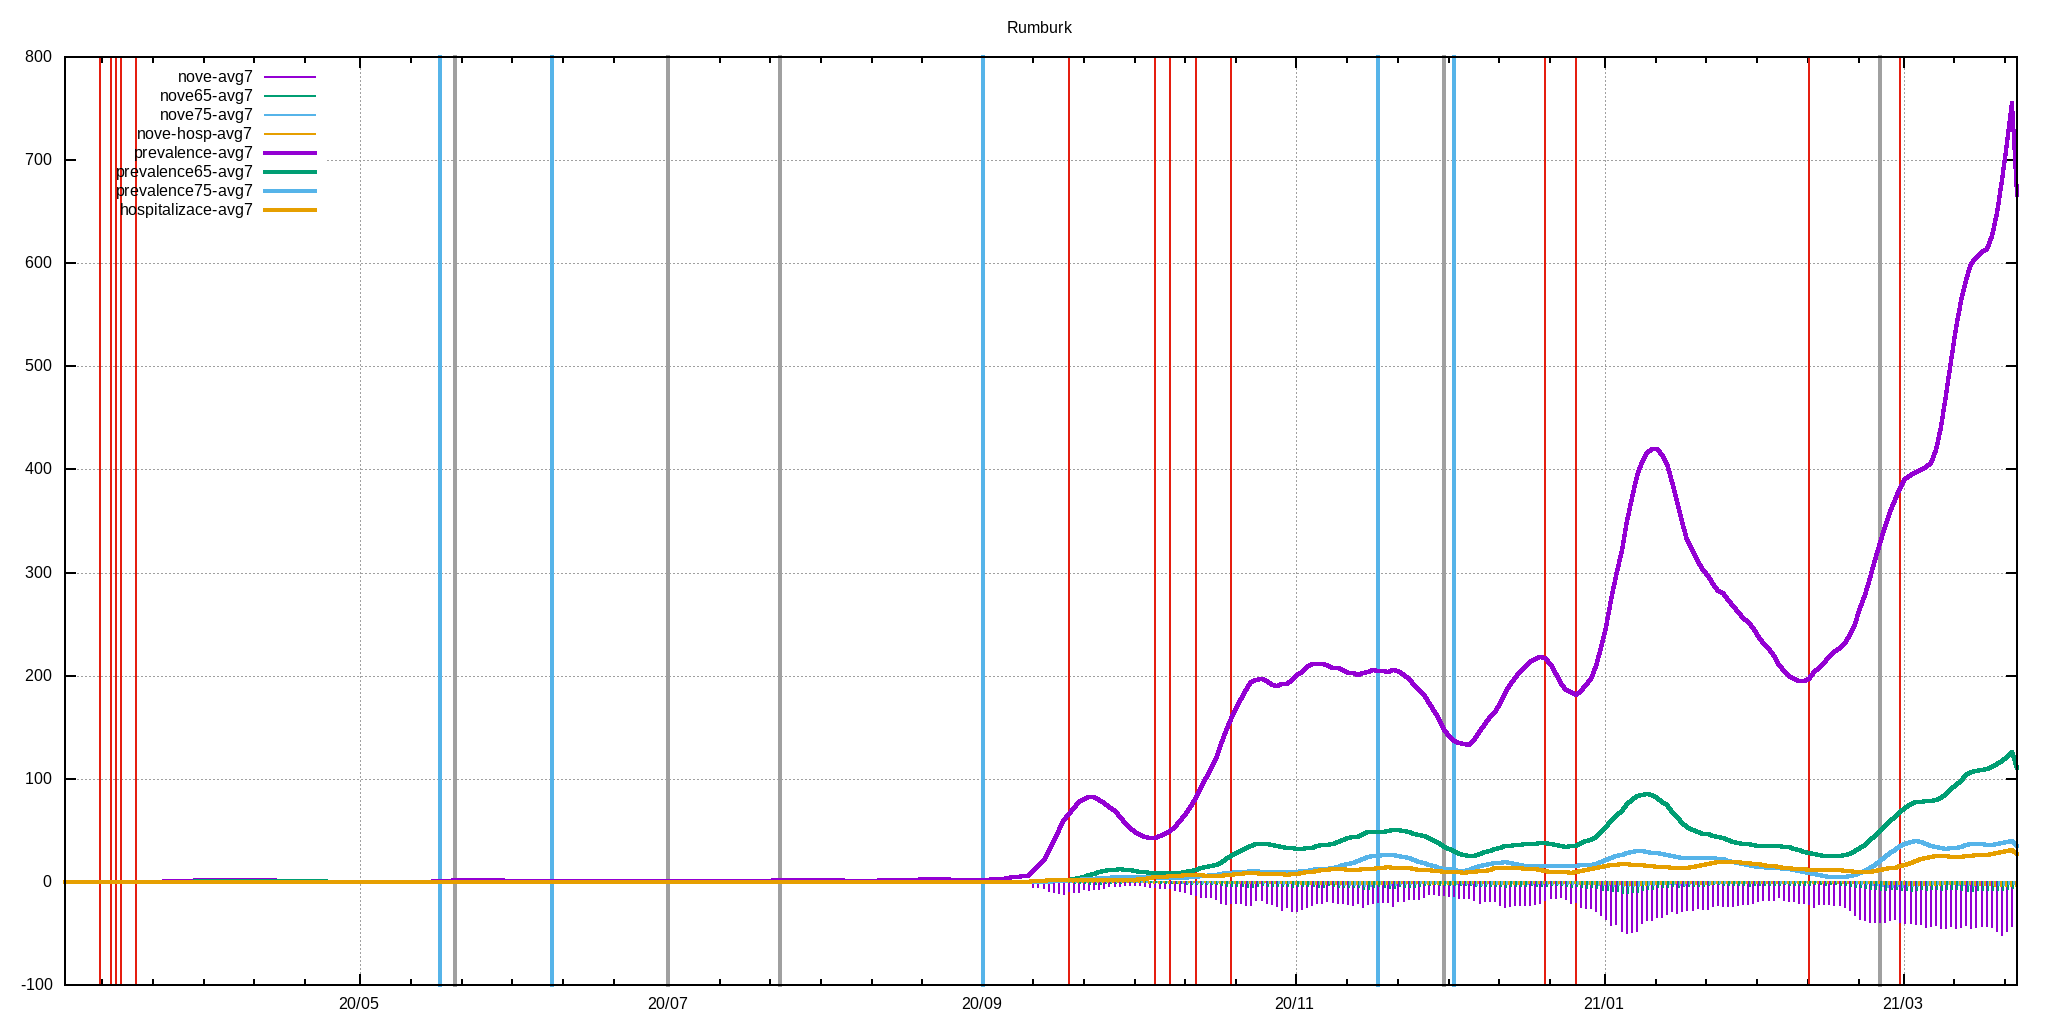 Rumburk
800
700
600
500
400
300
200
100
0
-100
nove-avg7
nove65-avg7
nove75-avg7
nove-hosp-avg7
prevalence-avg7
prevalence65-avg7
prevalence75-avg7
hospitalizace-avg7
20/05 20/07 20/09 20/11 21/01 21/03